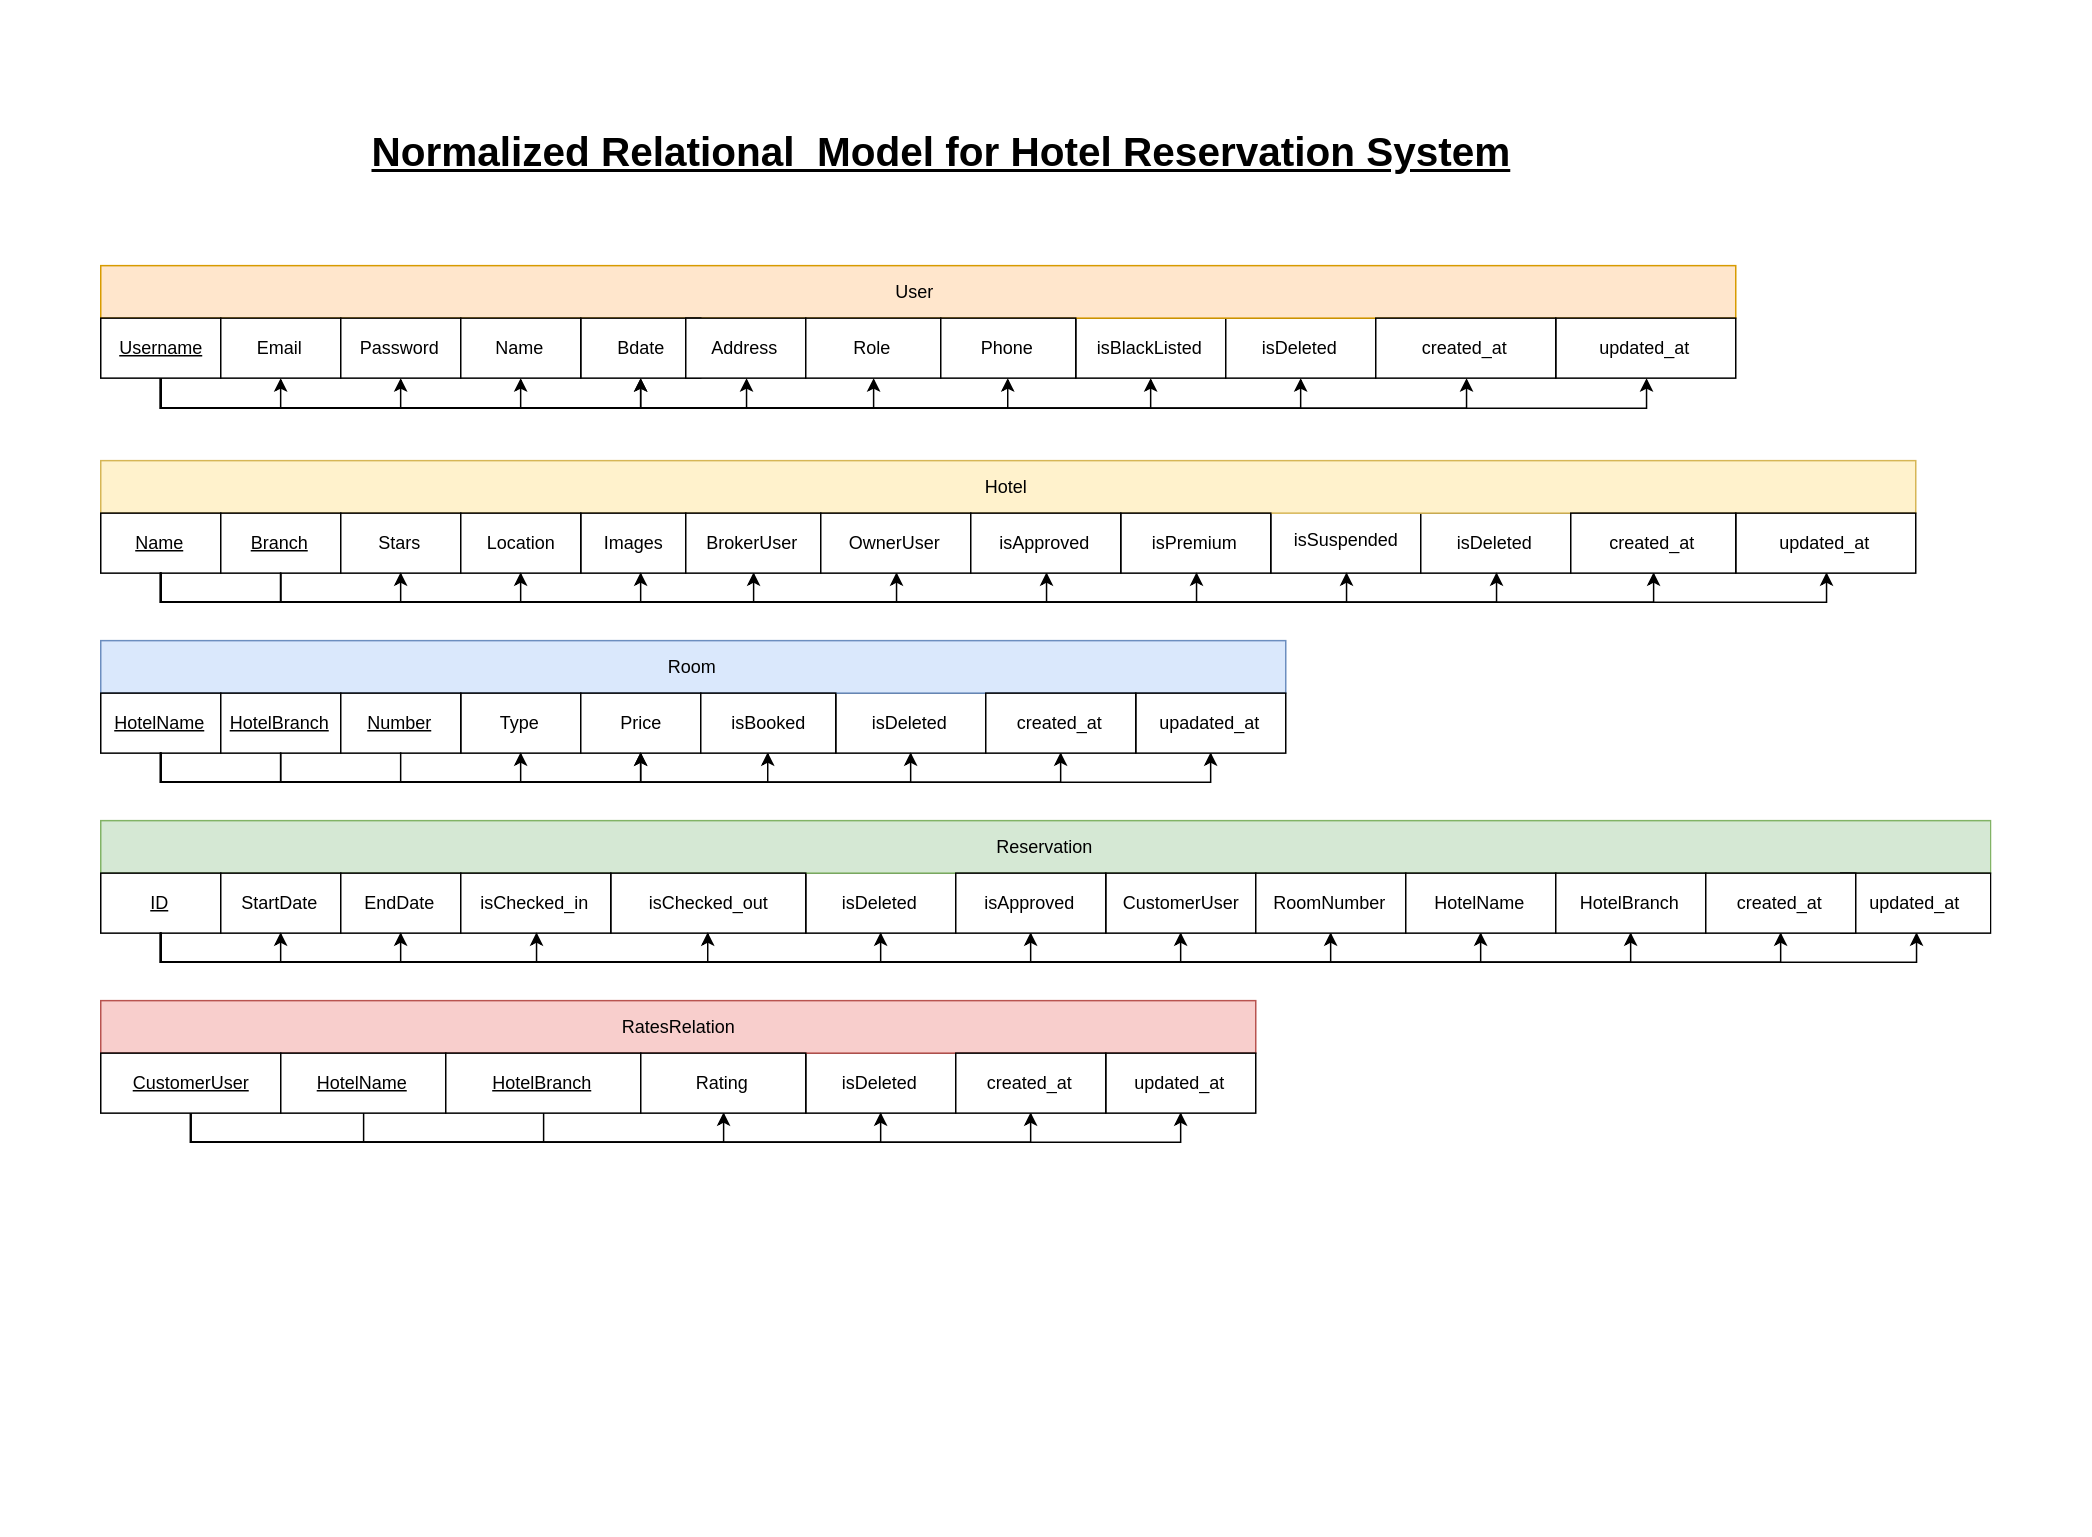 Normalized Relational  Model for Hotel Reservation System
User
Username Email Password Name Bdate Address Role Phone isBlackListed isDeleted created_at updated_at
Hotel
Name Branch Stars Location Images BrokerUser OwnerUser isApproved isPremium isSuspended isDeleted created_at updated_at
Room
HotelName HotelBranch Number Type Price isBooked isDeleted created_at upadated_at
Reservation
ID StartDate EndDate isChecked_in isChecked_out isDeleted isApproved CustomerUser RoomNumber HotelName HotelBranch created_at updated_at
RatesRelation
CustomerUser HotelName HotelBranch Rating isDeleted created_at updated_at